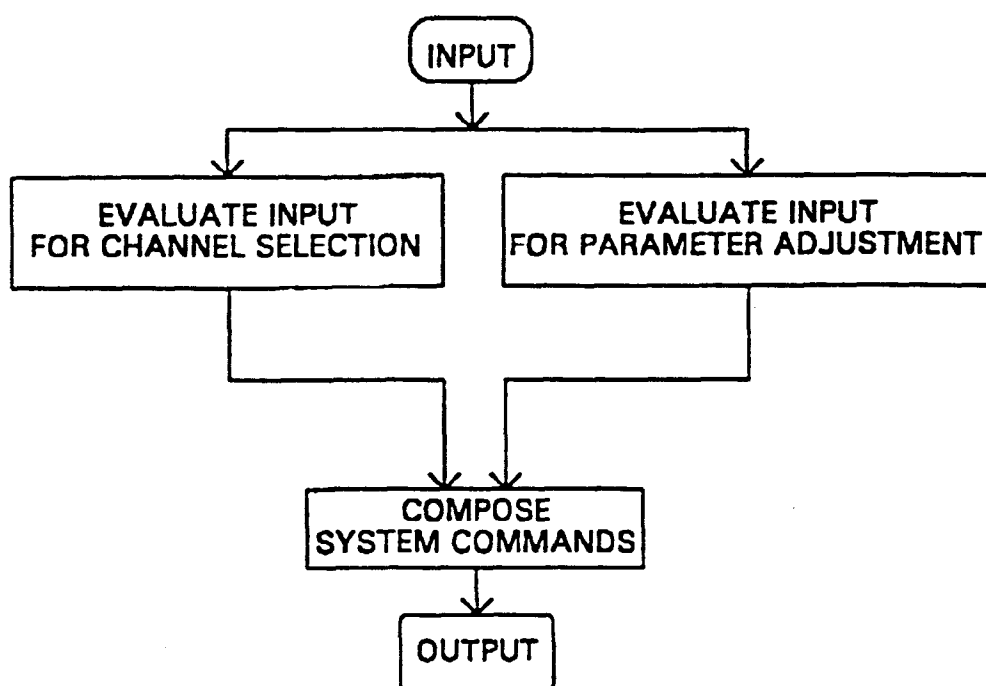 INPUT
EVALUATE INPUT
FOR CHANNEL SELECTION
EVALUATE INPUT
FOR PARAMETER ADJUSTMENT
COMPOSE
SYSTEM COMMANDS
OUTPUT